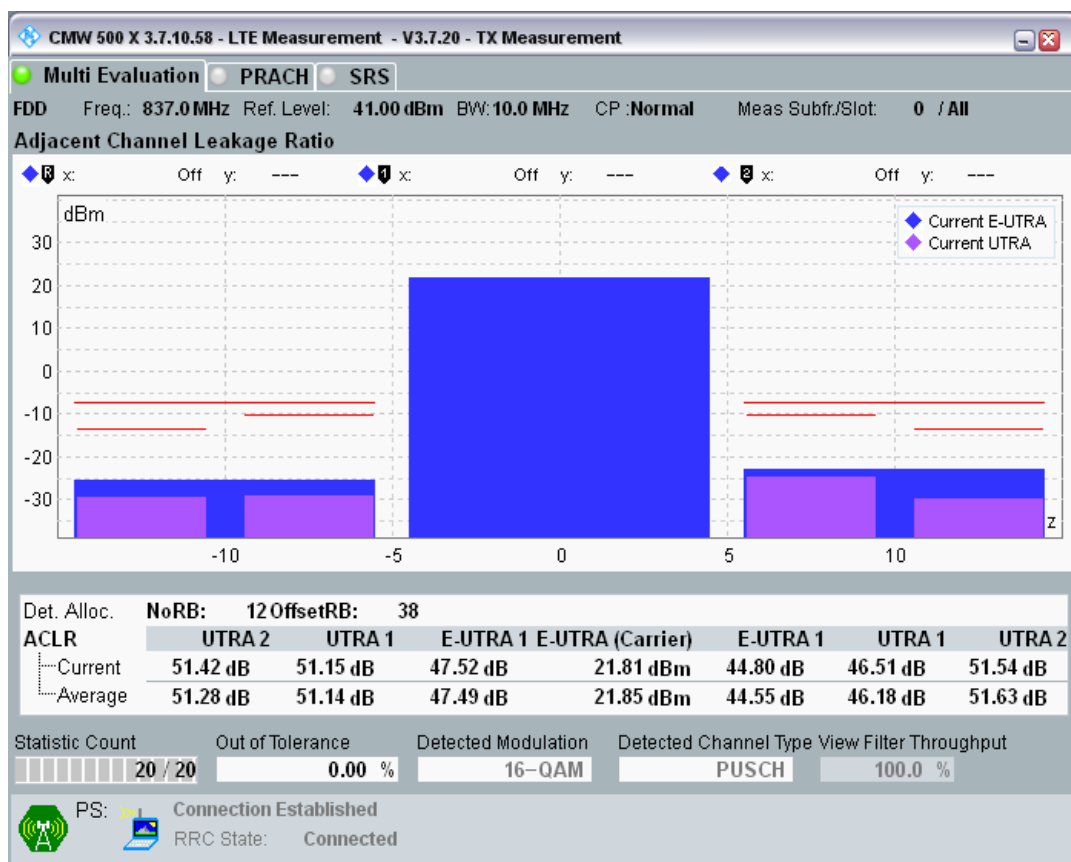 CMW 500 X 3.7.10.58 - LTE Measurement - V3.7.20 - TX Measurement
Multi Evaluation PRACH SRS
FDD Freq.: 837.0 MHz Ref. Level: 41.00 dBm BW: 10.0 MHz CP :Normal Meas Subfr./Slot: 0 / All
Adjacent Channel Leakage Ratio
R x: Off y: --- 1 x: Off y: --- 2 x: Off y: ---
dBm
Current E-UTRA
Current UTRA
30
20
10
0
-10
-20
-30
z
-10 -5 0 5 10
Det. Alloc. NoRB: 12 OffsetRB: 38
ACLR UTRA 2 UTRA 1 E-UTRA 1 E-UTRA (Carrier) E-UTRA 1 UTRA 1 UTRA 2
Current 51.42 dB 51.15 dB 47.52 dB 21.81 dBm 44.80 dB 46.51 dB 51.54 dB
Average 51.28 dB 51.14 dB 47.49 dB 21.85 dBm 44.55 dB 46.18 dB 51.63 dB
Statistic Count Out of Tolerance Detected Modulation Detected Channel Type View Filter Throughput
20 / 20 0.00 % 16-QAM PUSCH 100.0 %
PS: Connection Established
RRC State: Connected